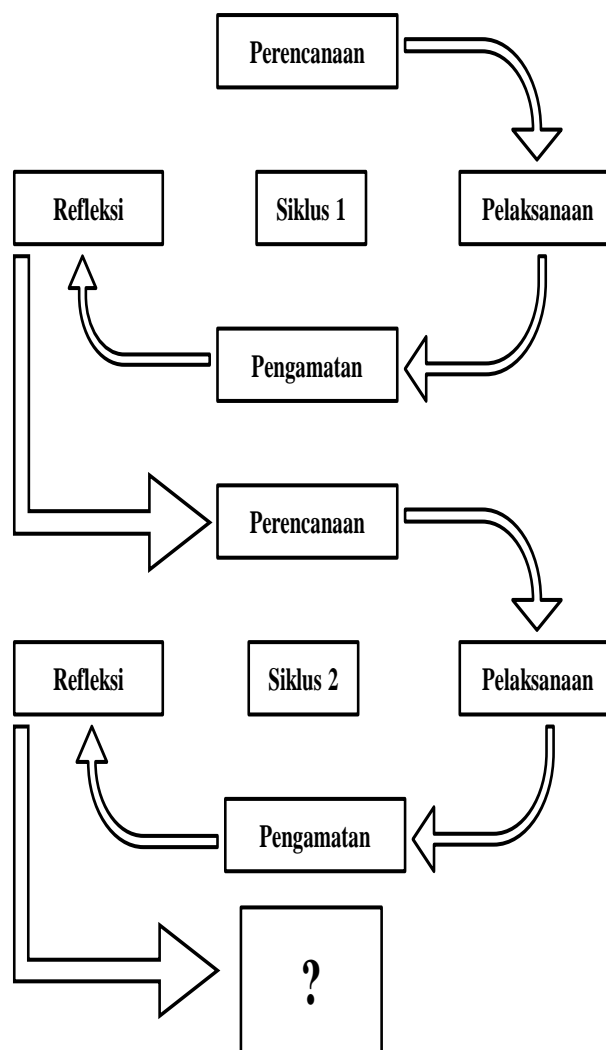 Perencanaan
Refleksi
Siklus 1
Pelaksanaan
Pengamatan
Perencanaan
Refleksi
Siklus 2
Pelaksanaan
Pengamatan
?